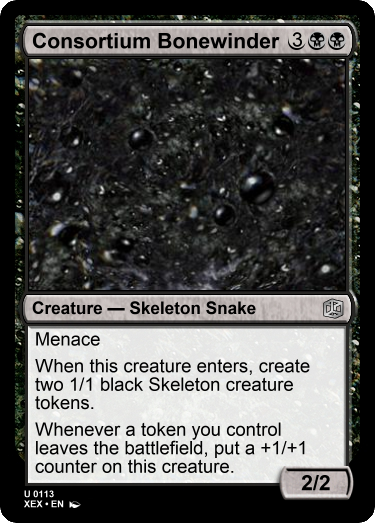 Consortium Bonewinder 3
Creature — Skeleton Snake
Menace
When this creature enters, create
two 1/1 black Skeleton creature
tokens.
Whenever a token you control
leaves the battlefield, put a +1/+1
counter on this creature.
2/2
U 0113
XEX • EN